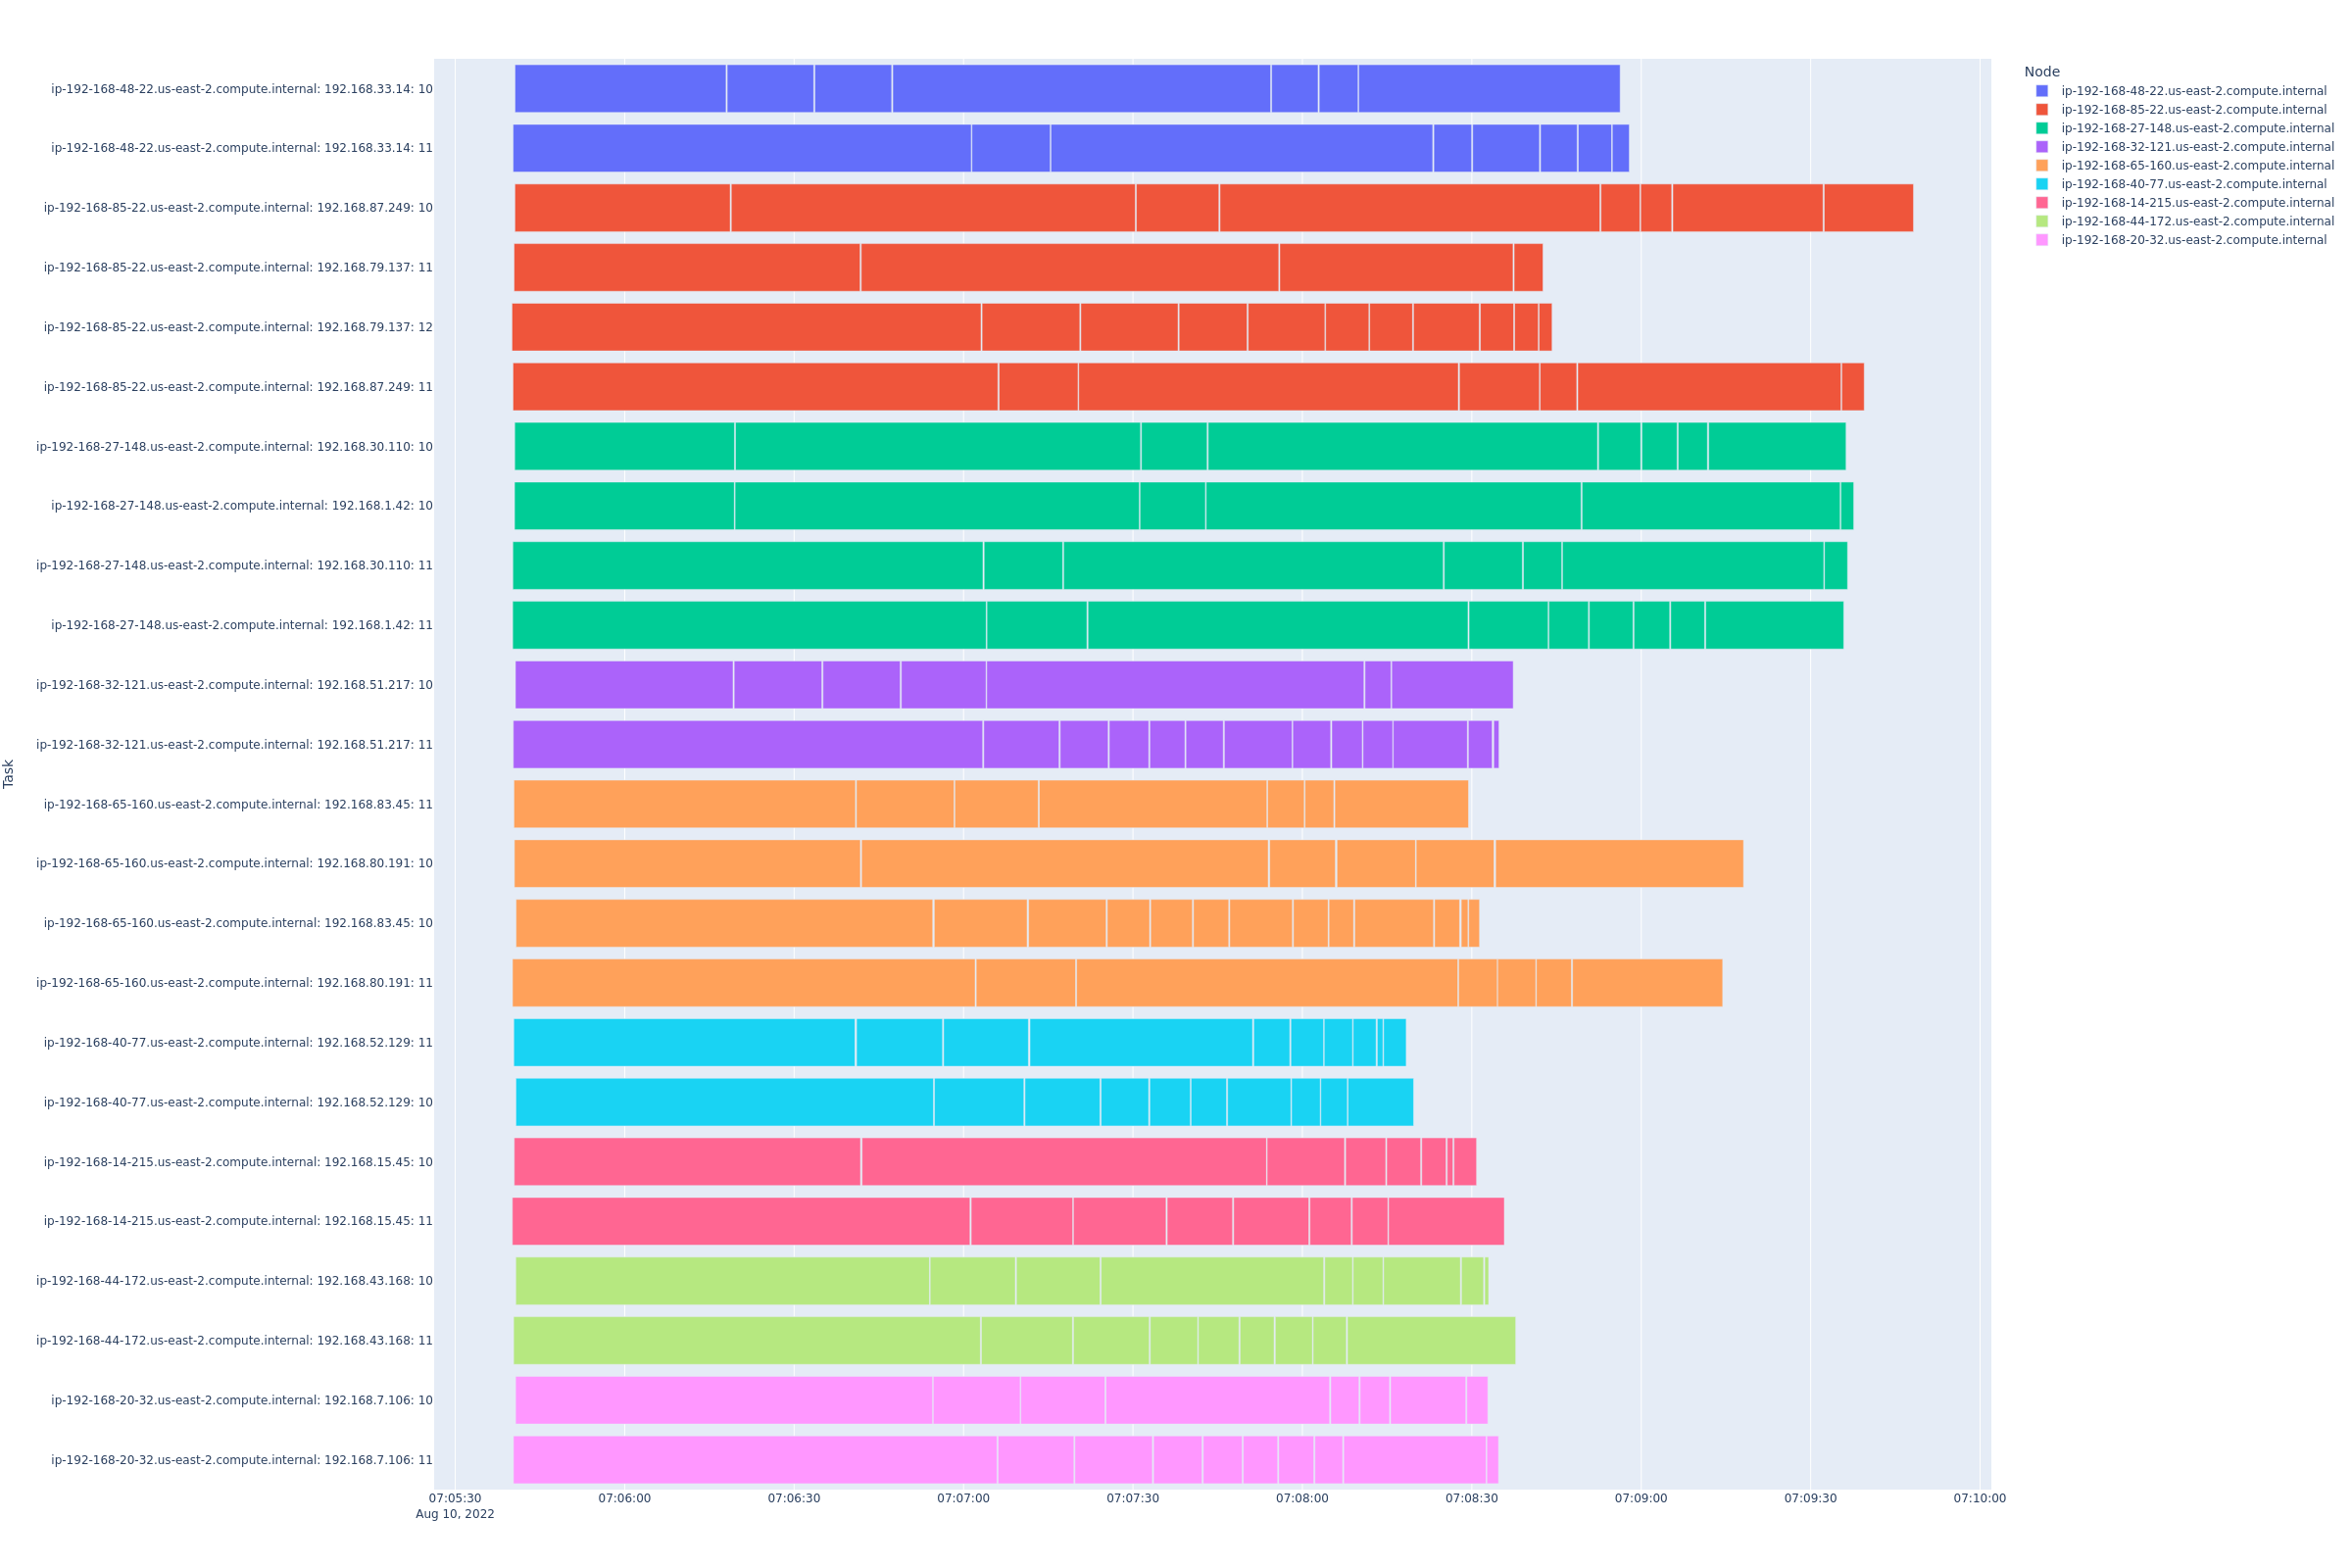 Node
ip-192-168-48-22.us-east-2.compute.internal
ip-192-168-85-22.us-east-2.compute.internal
ip-192-168-27-148.us-east-2.compute.internal
ip-192-168-32-121.us-east-2.compute.internal
ip-192-168-65-160.us-east-2.compute.internal
ip-192-168-40-77.us-east-2.compute.internal
ip-192-168-14-215.us-east-2.compute.internal
ip-192-168-44-172.us-east-2.compute.internal
ip-192-168-20-32.us-east-2.compute.internal
Task
ip-192-168-48-22.us-east-2.compute.internal: 192.168.33.14: 10
ip-192-168-48-22.us-east-2.compute.internal: 192.168.33.14: 11
ip-192-168-85-22.us-east-2.compute.internal: 192.168.87.249: 10
ip-192-168-85-22.us-east-2.compute.internal: 192.168.79.137: 11
ip-192-168-85-22.us-east-2.compute.internal: 192.168.79.137: 12
ip-192-168-85-22.us-east-2.compute.internal: 192.168.87.249: 11
ip-192-168-27-148.us-east-2.compute.internal: 192.168.30.110: 10
ip-192-168-27-148.us-east-2.compute.internal: 192.168.1.42: 10
ip-192-168-27-148.us-east-2.compute.internal: 192.168.30.110: 11
ip-192-168-27-148.us-east-2.compute.internal: 192.168.1.42: 11
ip-192-168-32-121.us-east-2.compute.internal: 192.168.51.217: 10
ip-192-168-32-121.us-east-2.compute.internal: 192.168.51.217: 11
ip-192-168-65-160.us-east-2.compute.internal: 192.168.83.45: 11
ip-192-168-65-160.us-east-2.compute.internal: 192.168.80.191: 10
ip-192-168-65-160.us-east-2.compute.internal: 192.168.83.45: 10
ip-192-168-65-160.us-east-2.compute.internal: 192.168.80.191: 11
ip-192-168-40-77.us-east-2.compute.internal: 192.168.52.129: 11
ip-192-168-40-77.us-east-2.compute.internal: 192.168.52.129: 10
ip-192-168-14-215.us-east-2.compute.internal: 192.168.15.45: 10
ip-192-168-14-215.us-east-2.compute.internal: 192.168.15.45: 11
ip-192-168-44-172.us-east-2.compute.internal: 192.168.43.168: 10
ip-192-168-44-172.us-east-2.compute.internal: 192.168.43.168: 11
ip-192-168-20-32.us-east-2.compute.internal: 192.168.7.106: 10
ip-192-168-20-32.us-east-2.compute.internal: 192.168.7.106: 11
07:05:30 07:06:00 07:06:30 07:07:00 07:07:30 07:08:00 07:08:30 07:09:00 07:09:30 07:10:00
Aug 10, 2022